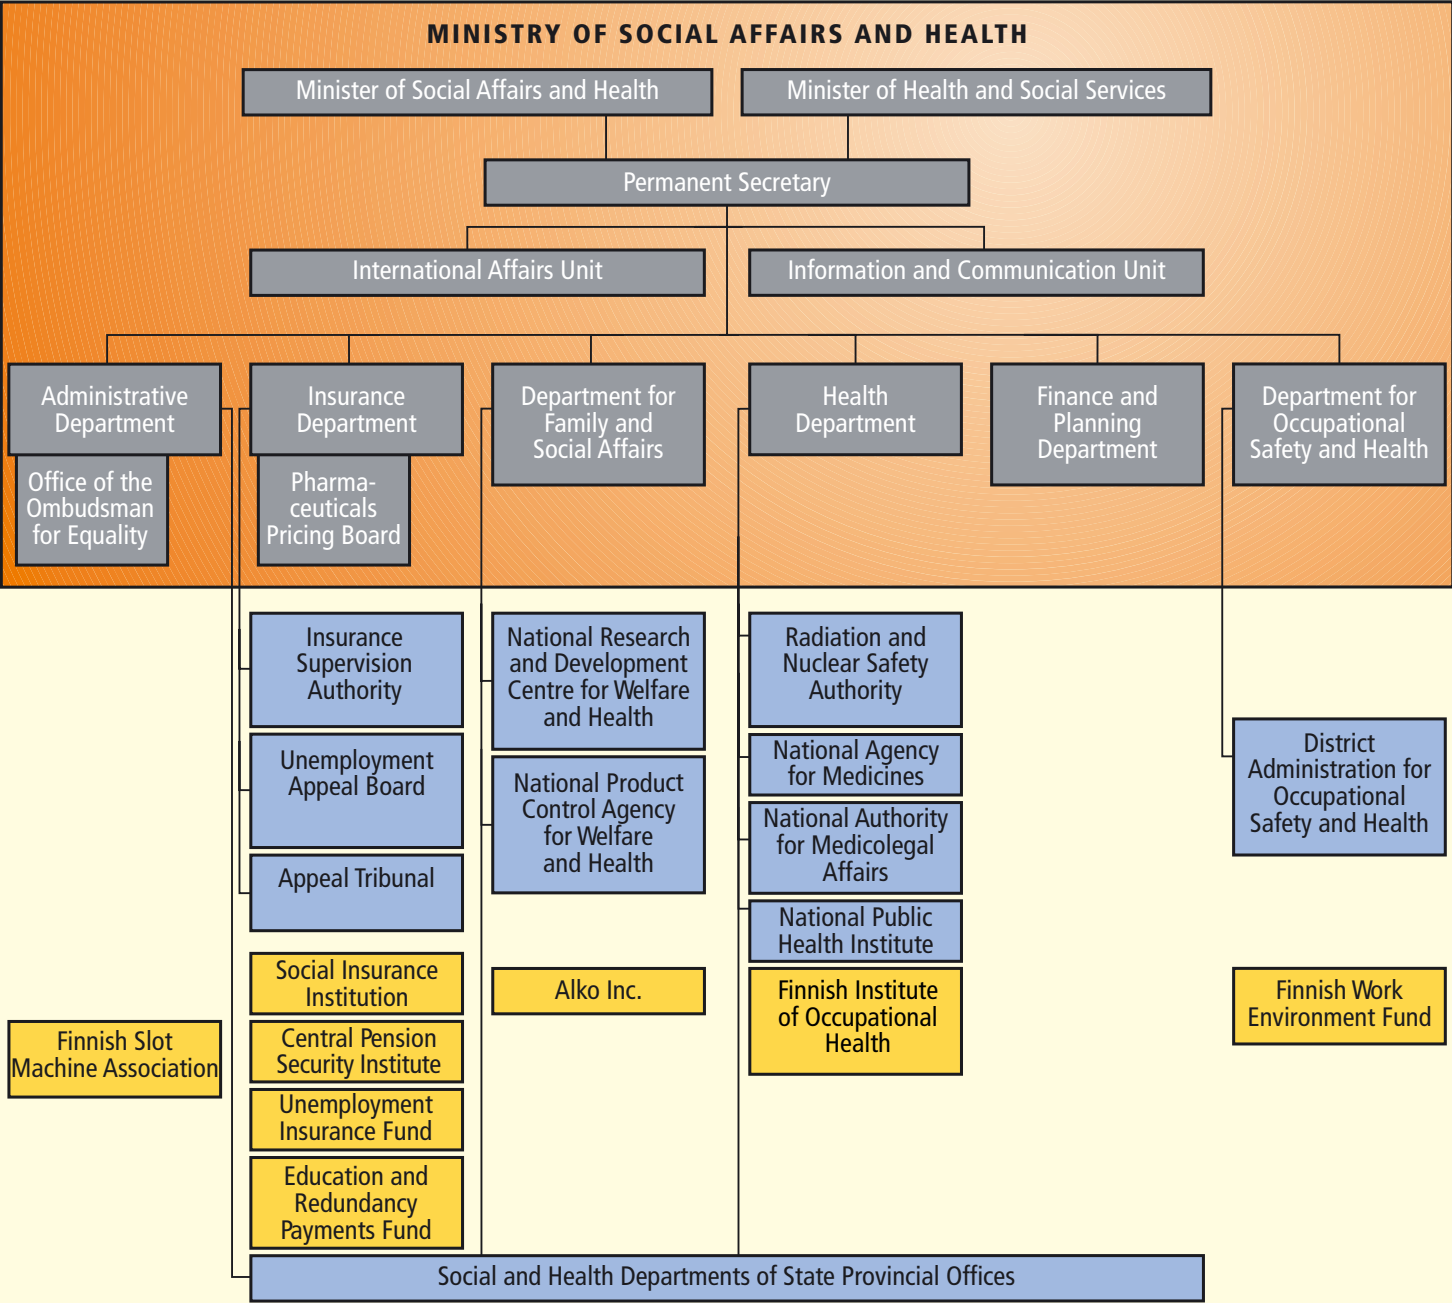 MINISTRY OF SOCIAL AFFAIRS AND HEALTH
Minister of Social Affairs and Health
Minister of Health and Social Services
Permanent Secretary
International Affairs Unit
Information and Communication Unit
Administrative
Department
Office of the
Ombudsman
for Equality
Insurance
Department
Pharma-
ceuticals
Pricing Board
Department for
Family and
Social Affairs
Health
Department
Finance and
Planning
Department
Department for
Occupational
Safety and Health
Insurance
Supervision
Authority
Unemployment
Appeal Board
Appeal Tribunal
National Research
and Development
Centre for Welfare
and Health
National Product
Control Agency
for Welfare
and Health
Radiation and
Nuclear Safety
Authority
National Agency
for Medicines
National Authority
for Medicolegal
Affairs
National Public
Health Institute
District
Administration for
Occupational
Safety and Health
Finnish Slot
Machine Association
Social Insurance
Institution
Central Pension
Security Institute
Unemployment
Insurance Fund
Education and
Redundancy
Payments Fund
Alko Inc.
Finnish Institute
of Occupational
Health
Finnish Work
Environment Fund
Social and Health Departments of State Provincial Offices